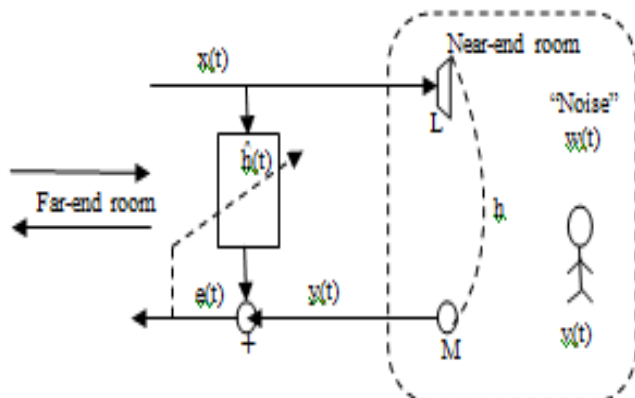 x(t)
Near-end room
L
"Noise"
w(t)
ĥ(t)
Far-end room
h
e(t)
y(t)
+
M
v(t)